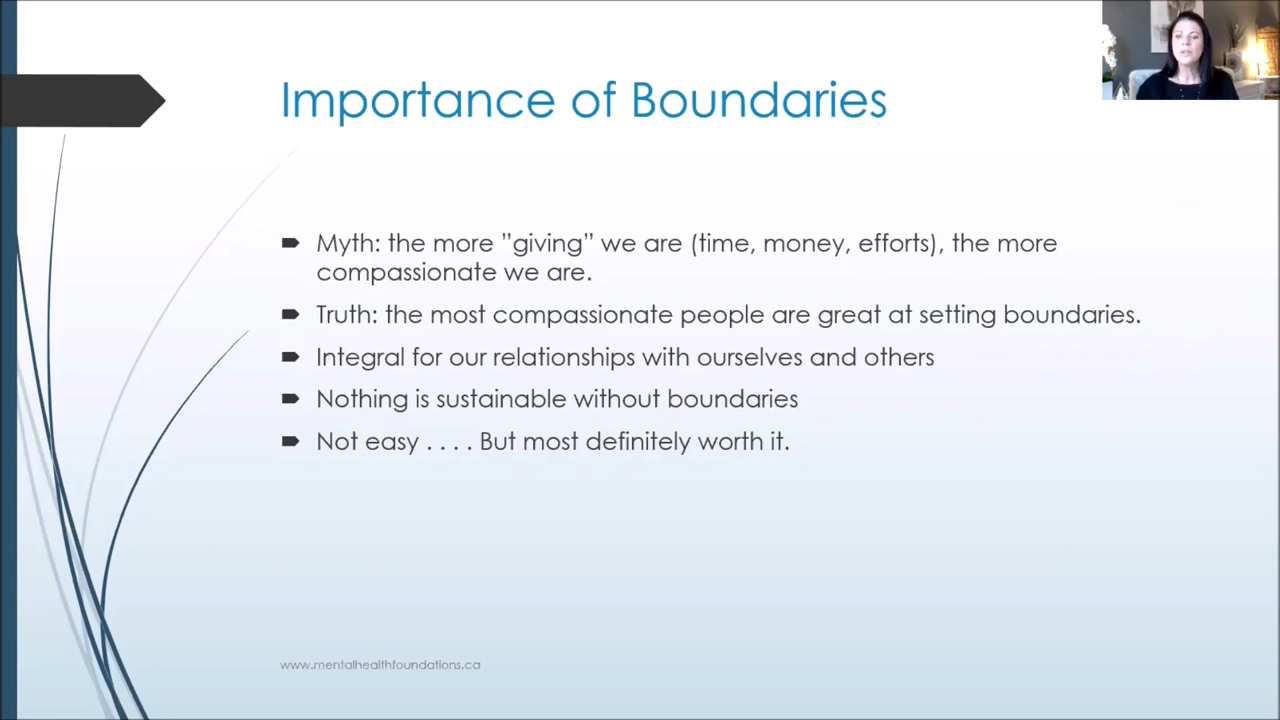 Importance of Boundaries
Myth: the more ”giving” we are (time, money, efforts), the more
compassionate we are.
Truth: the most compassionate people are great at setting boundaries.
Integral for our relationships with ourselves and others
Nothing is sustainable without boundaries
Not easy . . . . But most definitely worth it.
www.mentalhealthfoundations.ca